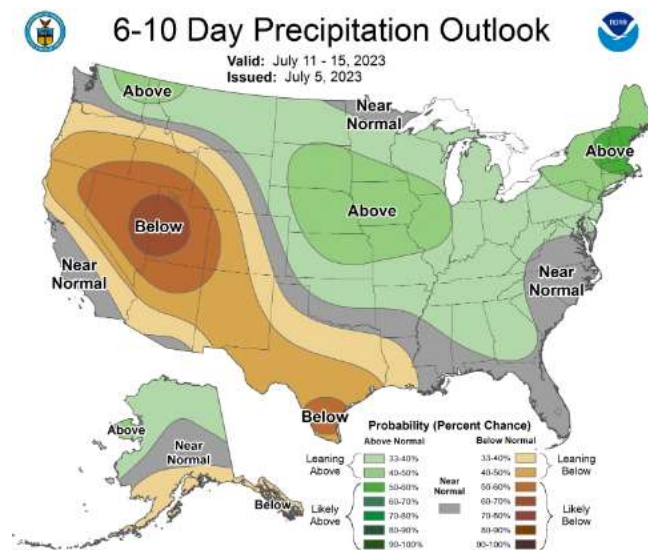 6-10 Day Precipitation Outlook
Valid: July 11 - 15, 2023
Issued: July 5, 2023
NOAA
Above
Near
Normal
Above
Above
Below
Near
Normal
Near
Normal
Below
Above
Near
Normal
Below
Probability (Percent Chance)
Above Normal
Below Normal
Leaning
Above
33-40%
40-50%
Likely
Above
50-60%
60-70%
70-80%
80-90%
90-100%
Near
Normal
33-40%
40-50%
Leaning
Below
50-60%
60-70%
70-80%
80-90%
90-100%
Likely
Below